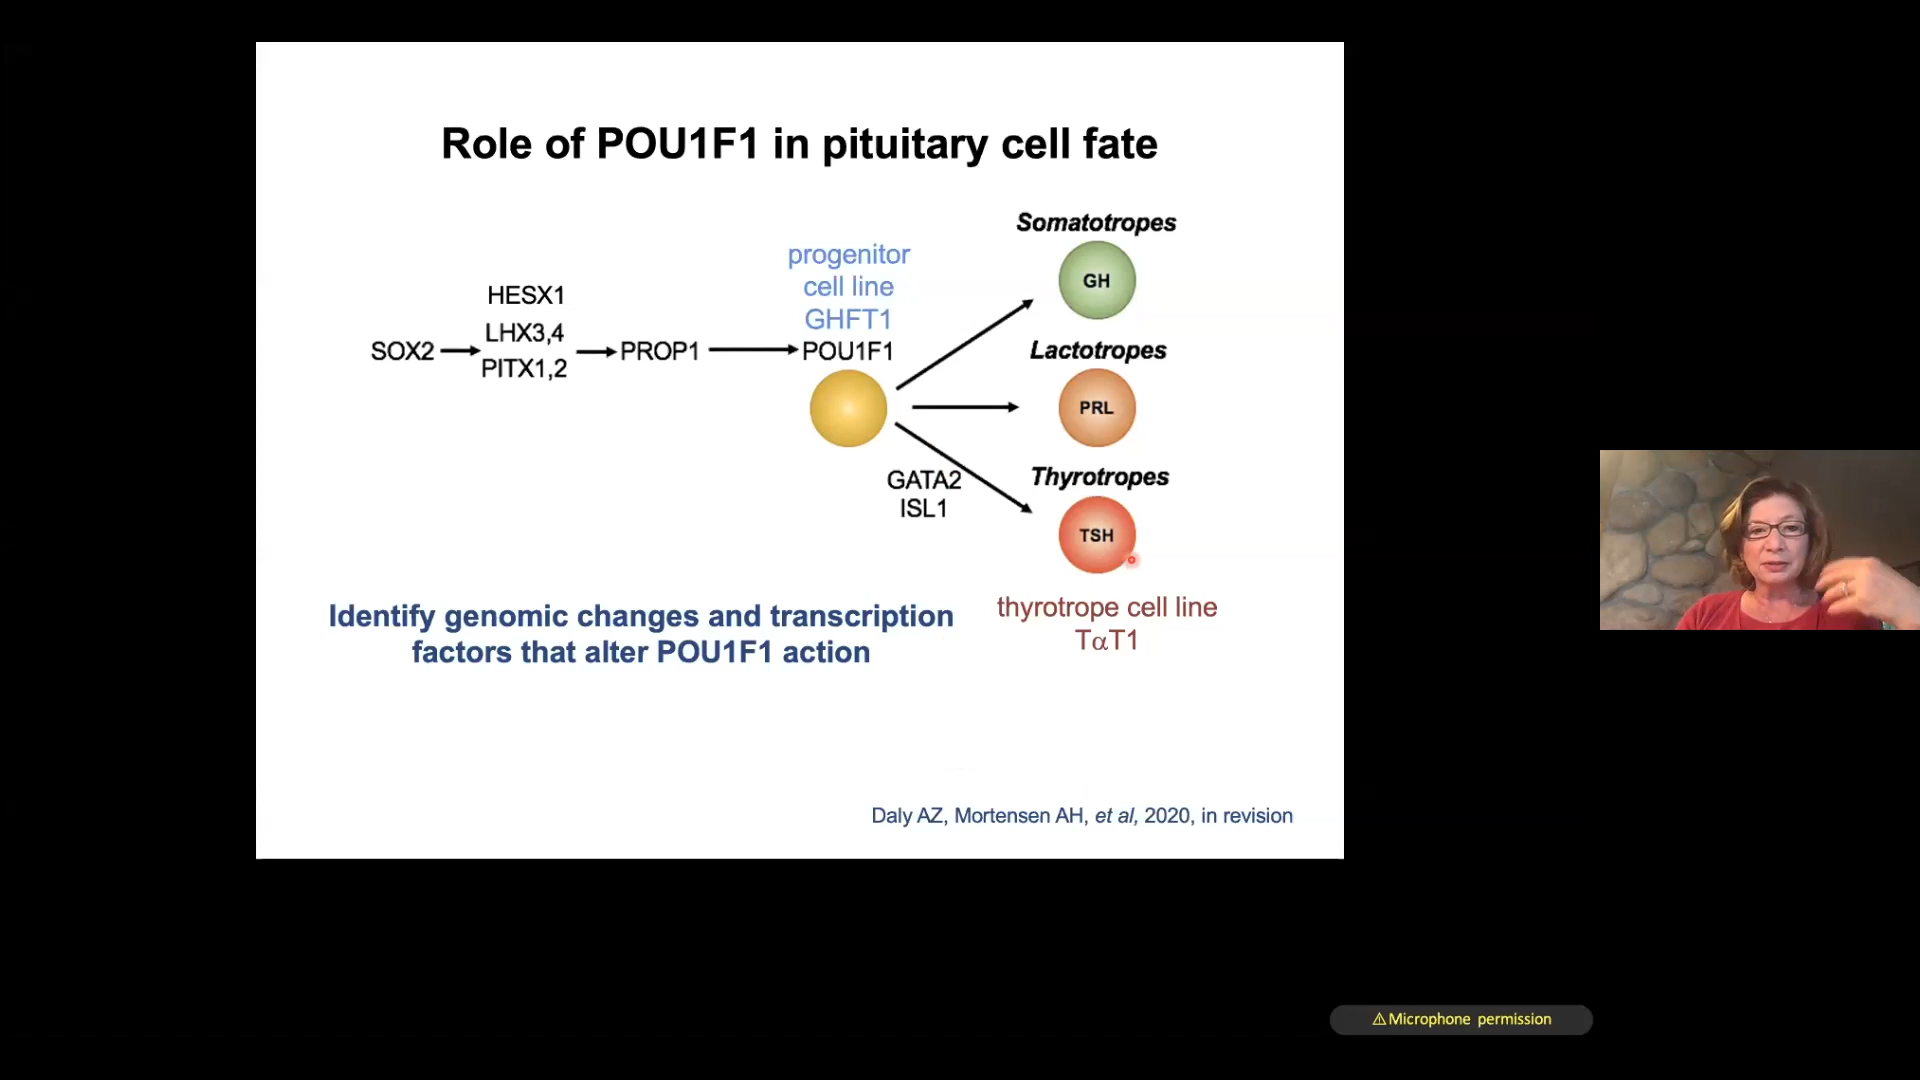 Role of POU1F1 in pituitary cell fate
Somatotropes
GH
progenitor
cell line
GHFT1
POU1F1
HESX1
LHX3,4
PITX1,2
SOX2
PROP1
Lactotropes
PRL
GATA2
ISL1
Thyrotropes
TSH
thyrotrope cell line
TαT1
Identify genomic changes and transcription
factors that alter POU1F1 action
Daly AZ, Mortensen AH, et al, 2020, in revision
⚠Microphone permission